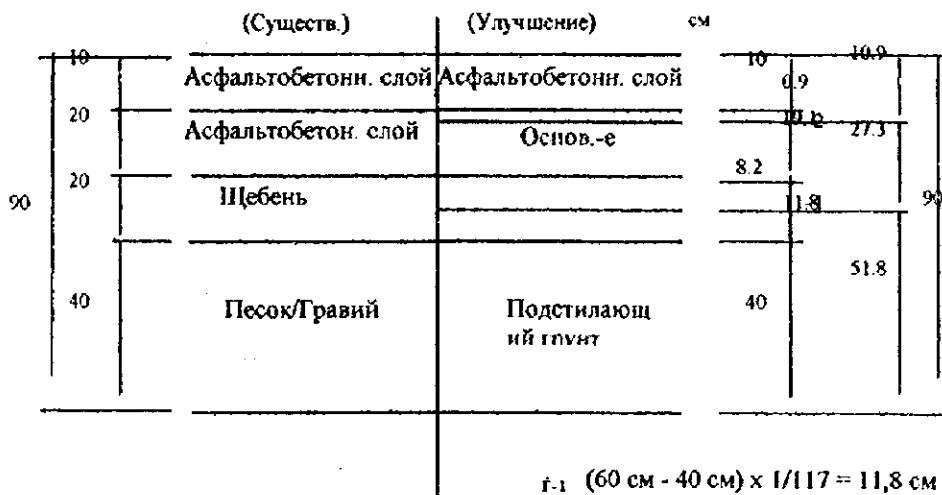 (Существ.) (Улучшение) см
10 10 10.9
Асфальтобетонн. слой Асфальтобетонн. слой 0.9
20 27.3
Асфальтобетон. слой Основ.-е
8.2
20
90 Щебень 11.8 90
51.8
40 Песок/Гравий Подстилающ 40
ий грунт
(60 см - 40 см) x 1/117 = 11,8 см